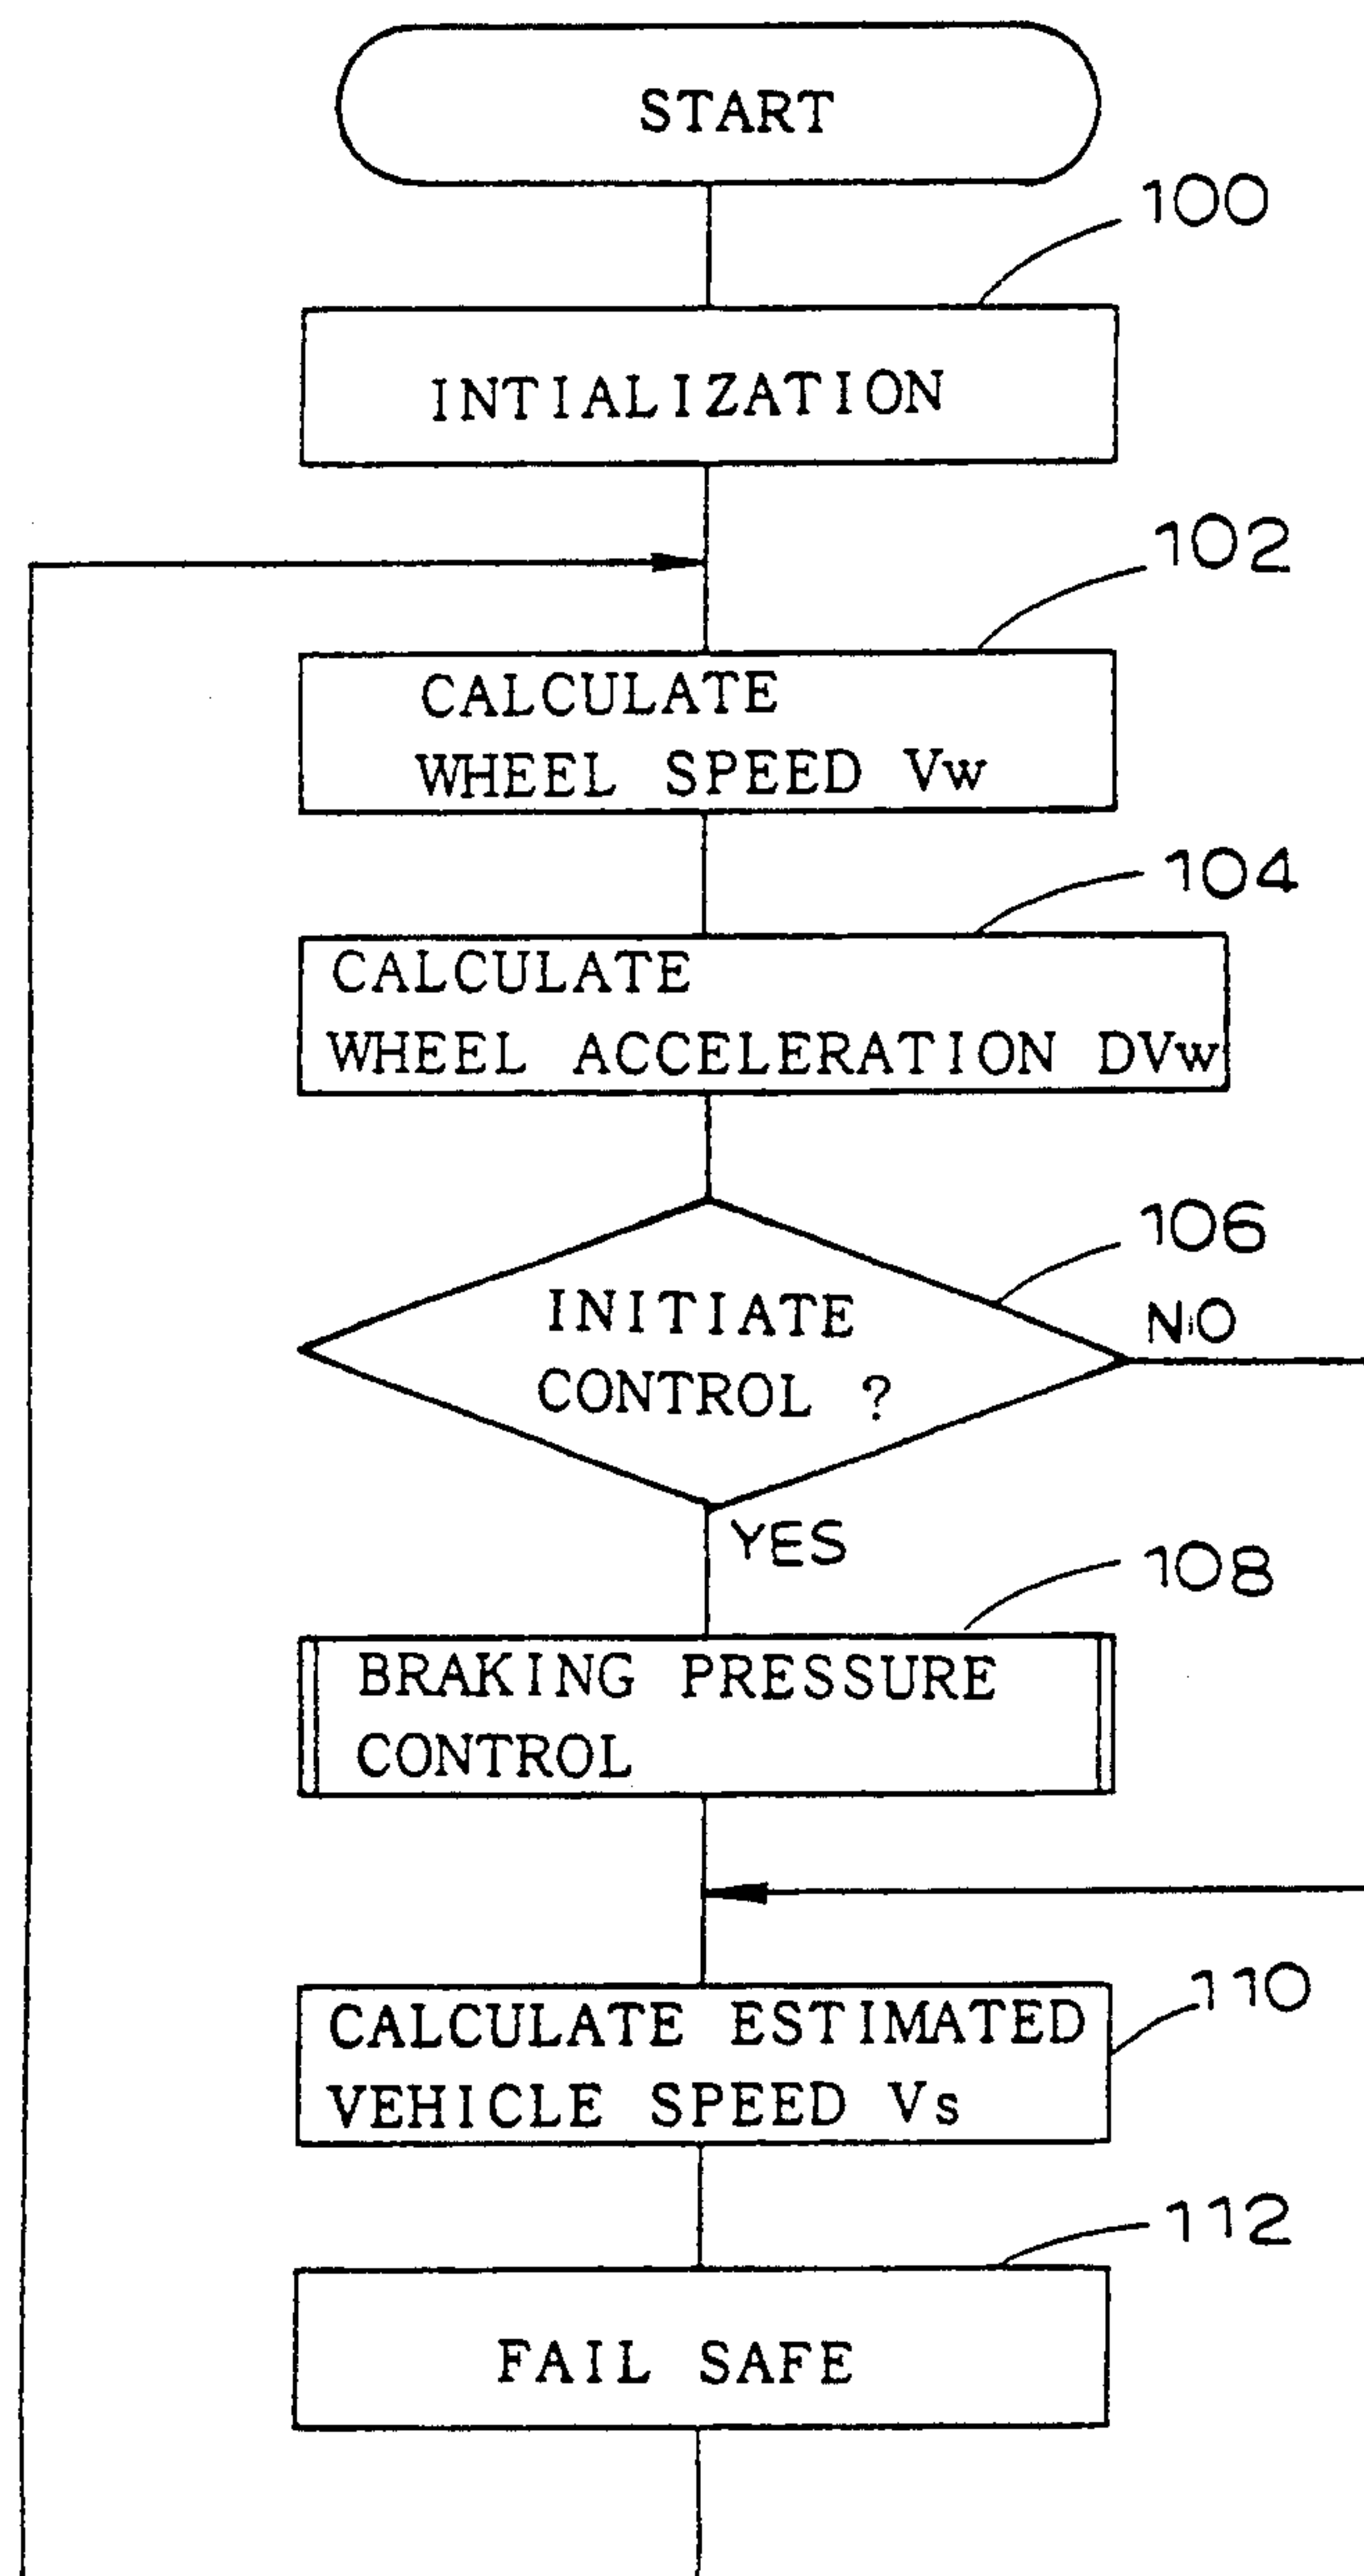 START
100
INTIALIZATION
102
CALCULATE
WHEEL SPEED Vw
104
CALCULATE
WHEEL ACCELERATION DVw
106
INITIATE
CONTROL ?
NO
YES
108
BRAKING PRESSURE
CONTROL
110
CALCULATE ESTIMATED
VEHICLE SPEED Vs
112
FAIL SAFE